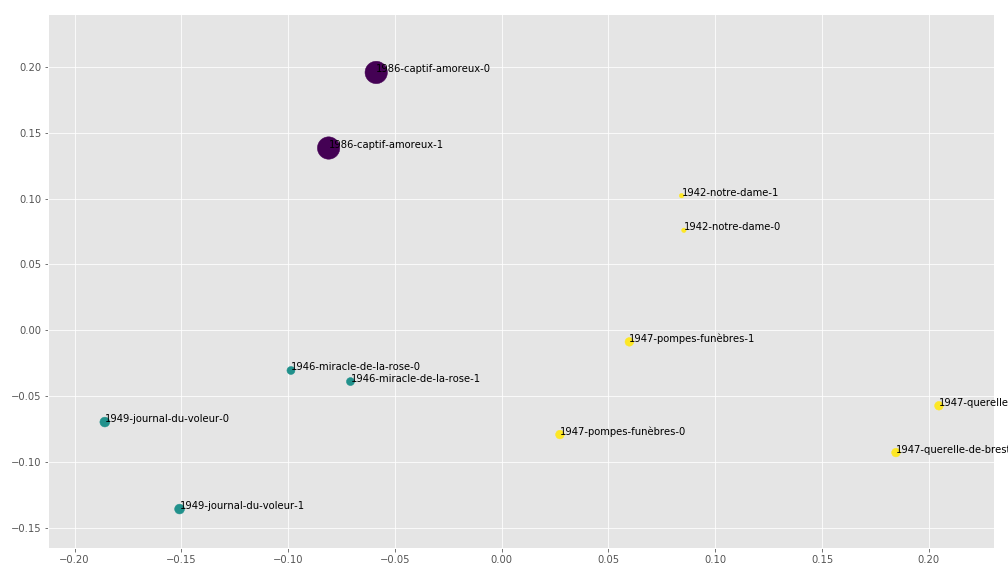 0.20
0.15
0.10
0.05
0.00
−0.05
−0.10
−0.15
1986-captif-amoreux-0
1986-captif-amoreux-1
1942-notre-dame-1
1942-notre-dame-0
1947-pompes-funèbres-1
1946-miracle-de-la-rose-0
1946-miracle-de-la-rose-1
1947-querelle
1949-journal-du-voleur-0
1947-pompes-funèbres-0
1947-querelle-de-brest
1949-journal-du-voleur-1
−0.20 −0.15 −0.10 −0.05 0.00 0.05 0.10 0.15 0.20